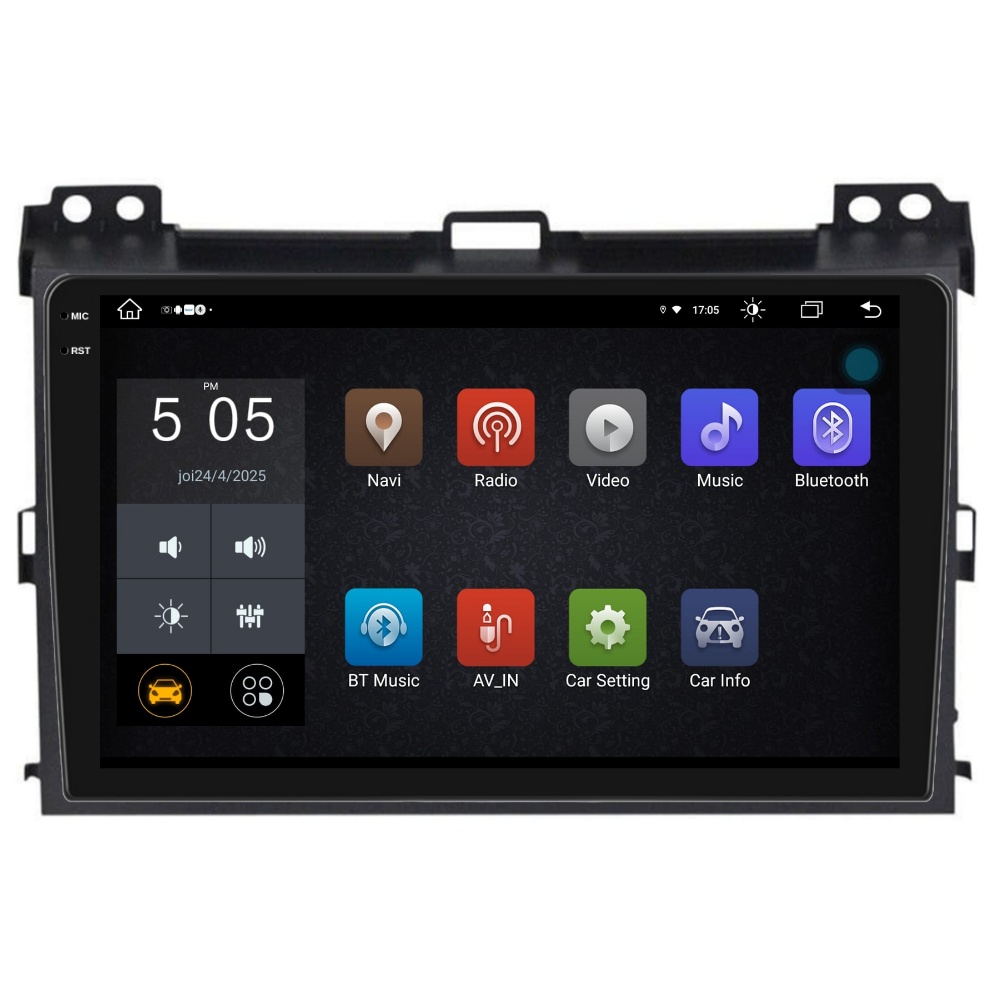 MIC
RST
17:05
PM
5 05
joi24/4/2025
Navi
Radio
Video
Music
Bluetooth
BT Music
AV_IN
Car Setting
Car Info